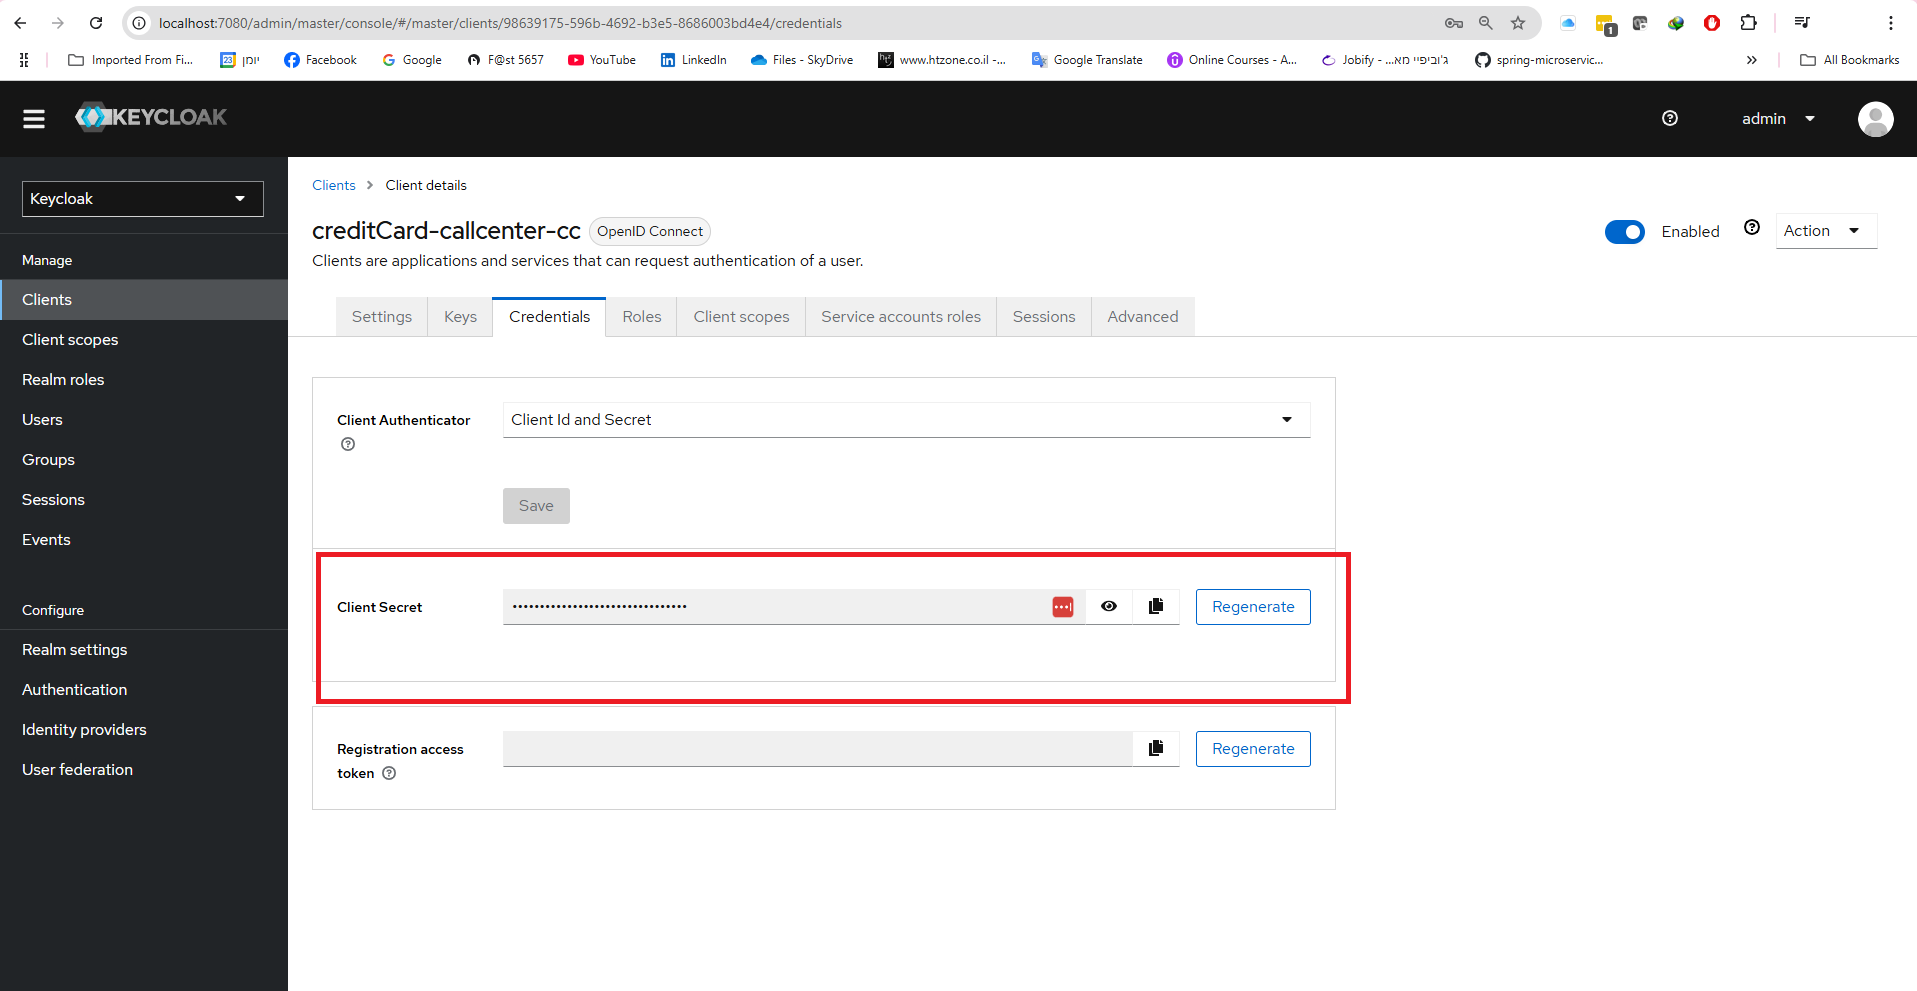 localhost:7080/admin/master/console/#/master/clients/98639175-596b-4692-b3e5-8686003bd4e4/credentials
1
Imported From Fi... 23 יומן Facebook Google F@st 5657 YouTube LinkedIn Files - SkyDrive www.htzone.co.il -... Google Translate Online Courses - A... Jobify - ג'וביפיי מא... spring-microservic... » All Bookmarks
KEYCLOAK
admin
Keycloak
Manage
Clients
Client scopes
Realm roles
Users
Groups
Sessions
Events
Configure
Realm settings
Authentication
Identity providers
User federation
Clients > Client details
creditCard-callcenter-cc OpenID Connect
Enabled
Action
Clients are applications and services that can request authentication of a user.
Settings Keys Credentials Roles Client scopes Service accounts roles Sessions Advanced
Client Authenticator
Client Id and Secret
Save
Client Secret
••••••••••••••••••••••••••••••••
Regenerate
Registration access
token
Regenerate